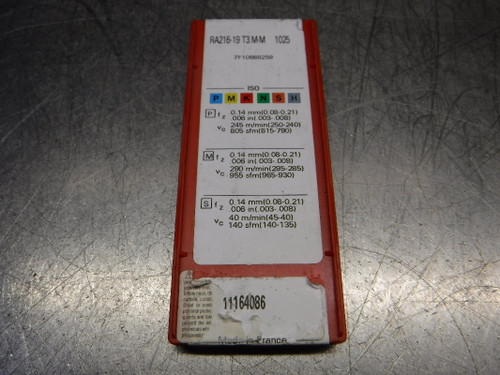 RA216-19 T3 M-M 1025
ISO
P M K N S H
P fz 0.14 mm(0.08-0.21)
.006 in(.003-.008)
vc 245 m/min(250-240)
805 sfm(815-790)
M fz 0.14 mm(0.08-0.21)
.006 in(.003-.008)
vc 290 m/min(295-285)
955 sfm(965-930)
S fz 0.14 mm(0.08-0.21)
.006 in(.003-.008)
vc 40 m/min(45-40)
140 sfm(140-135)
11164086
Made in France